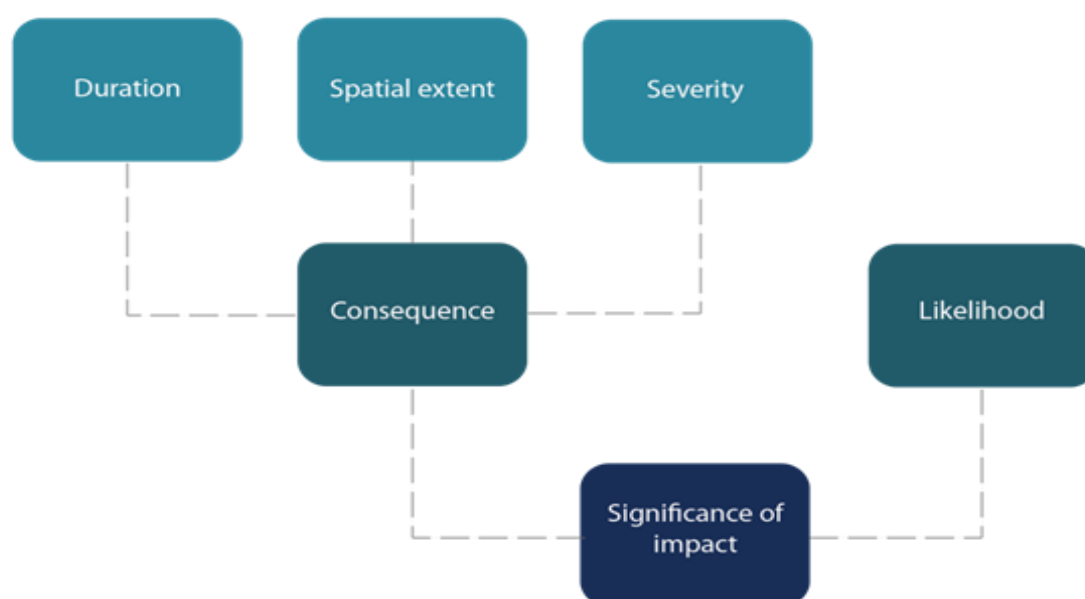 Duration
Spatial extent
Severity
Consequence
Likelihood
Significance of
impact